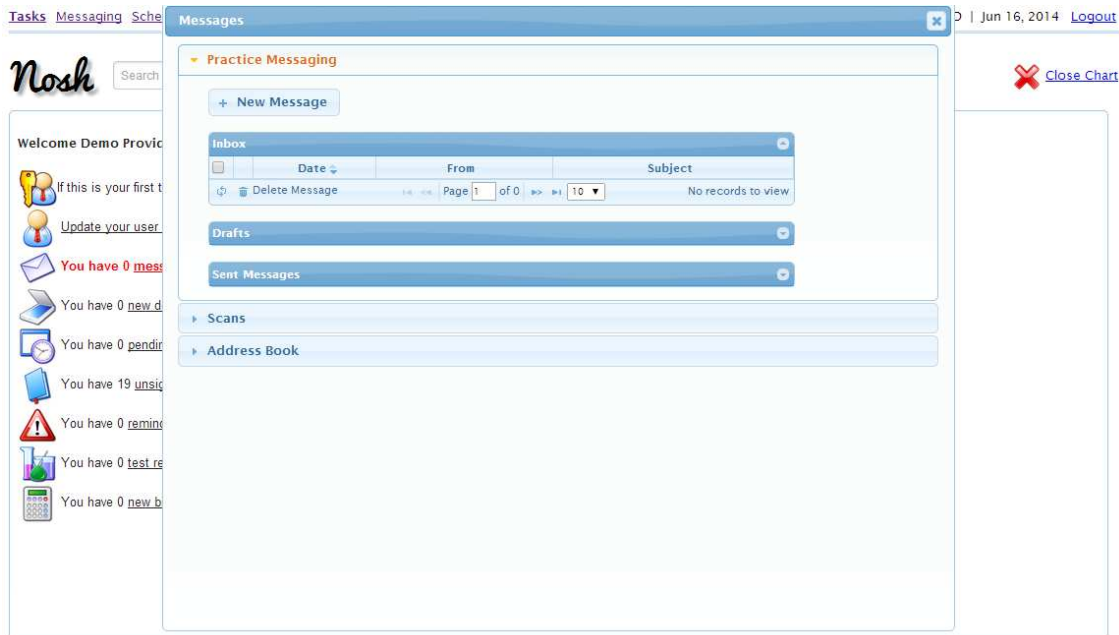 Tasks Messaging Sche
Messages
D | Jun 16, 2014 Logout
Nosh
Search
Close Chart
Practice Messaging
+ New Message
Welcome Demo Provid
Inbox
Date From Subject
Delete Message Page 1 of 0 10 No records to view
If this is your first t
Update your user
Drafts
You have 0 mess
Sent Messages
You have 0 new d
Scans
You have 0 pendin
Address Book
You have 19 unsig
You have 0 remind
You have 0 test re
You have 0 new b